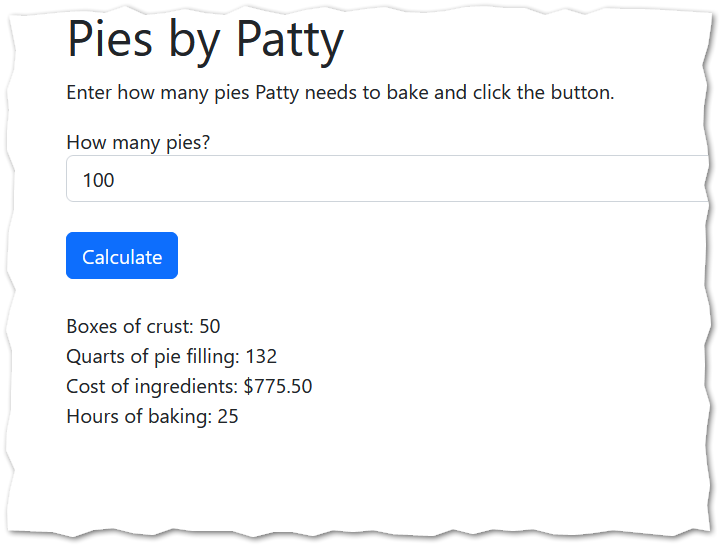 Pies by Patty
Enter how many pies Patty needs to bake and click the button.
How many pies?
100
Calculate
Boxes of crust: 50
Quarts of pie filling: 132
Cost of ingredients: $775.50
Hours of baking: 25